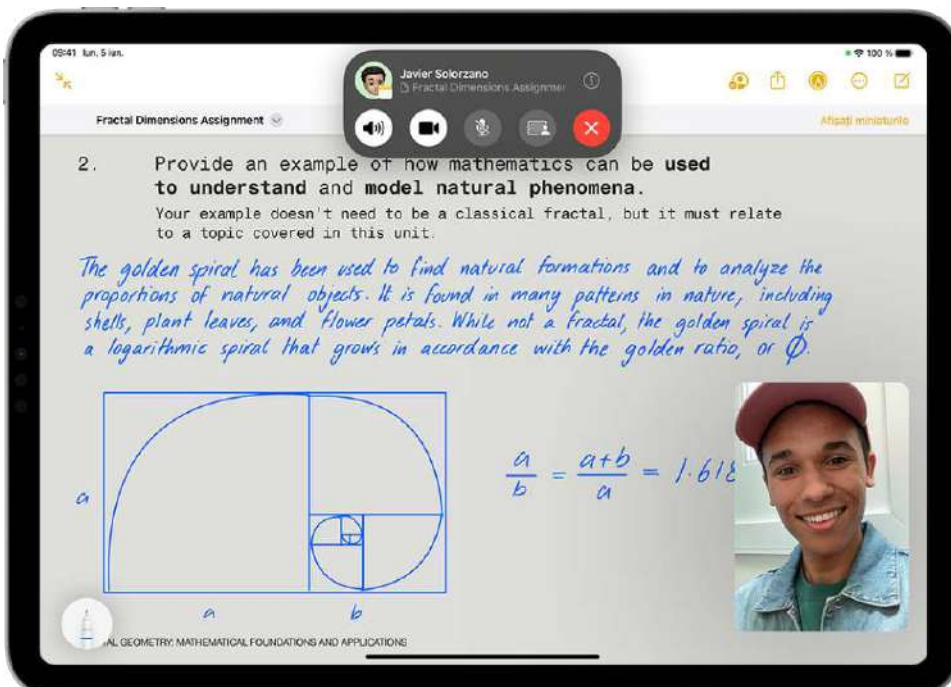 09:41 lun. 5 iun.
100 %
Javier Solorzano
Fractal Dimensions Assignmer
Fractal Dimensions Assignment
Afișați miniaturile
2. Provide an example of how mathematics can be used
to understand and model natural phenomena.
Your example doesn't need to be a classical fractal, but it must relate
to a topic covered in this unit.
The golden spiral has been used to find natural formations and to analyze the
proportions of natural objects. It is found in many patterns in nature, including
shells, plant leaves, and flower petals. While not a fractal, the golden spiral is
a logarithmic spiral that grows in accordance with the golden ratio, or Ø.
a/b = a+b/a = 1.618
a
a b
AL GEOMETRY: MATHEMATICAL FOUNDATIONS AND APPLICATIONS